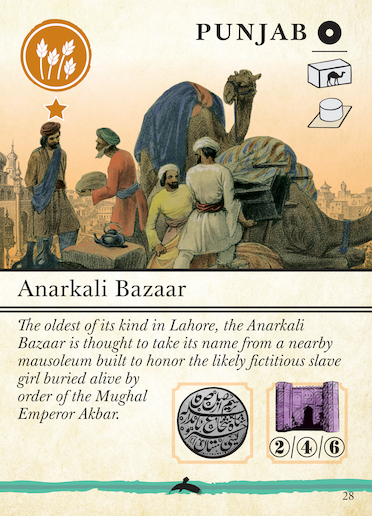 PUNJAB
Anarkali Bazaar
The oldest of its kind in Lahore, the Anarkali
Bazaar is thought to take its name from a nearby
mausoleum built to honor the likely fictitious slave
girl buried alive by
order of the Mughal
Emperor Akbar.
2/4/6
28